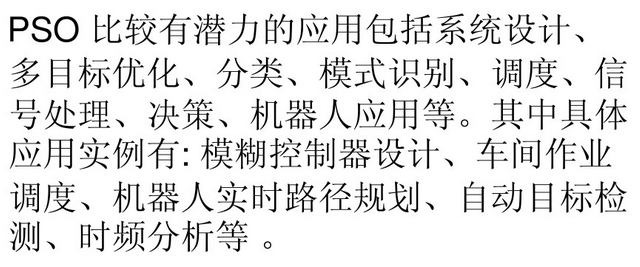 PSO 比较有潜力的应用包括系统设计、
多目标优化、分类、模式识别、调度、信
号处理、决策、机器人应用等。其中具体
应用实例有: 模糊控制器设计、车间作业
调度、机器人实时路径规划、自动目标检
测、时频分析等 。